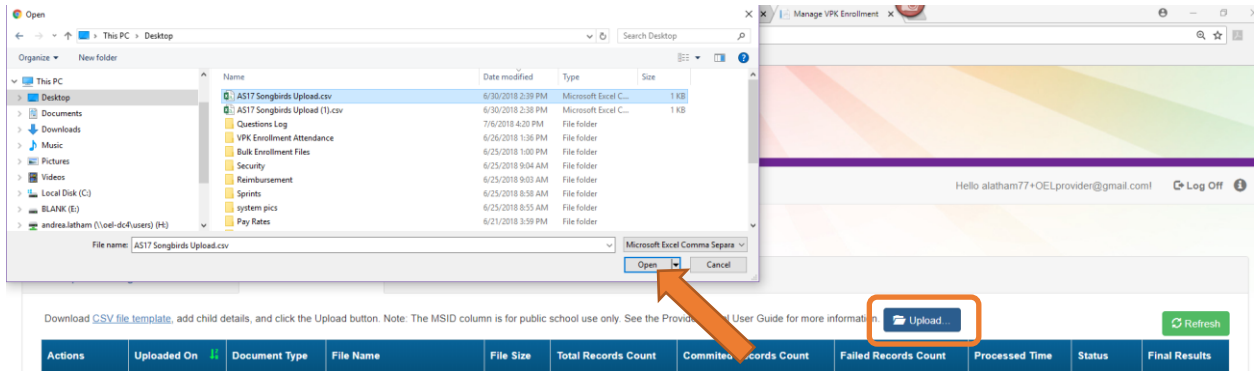 Open
Manage VPK Enrollment
This PC > Desktop
Search Desktop
Organize
New folder
This PC
Desktop
Documents
Downloads
Music
Pictures
Videos
Local Disk (C:)
BLANK (E:)
andrea.latham (\\oel-dc4\users) (H:)
Name Date modified Type Size
AS17 Songbirds Upload.csv 6/30/2018 2:39 PM Microsoft Excel C... 1 KB
AS17 Songbirds Upload (1).csv 6/30/2018 2:38 PM Microsoft Excel C... 1 KB
Questions Log 7/6/2018 4:20 PM File folder
VPK Enrollment Attendance 6/26/2018 1:36 PM File folder
Bulk Enrollment Files 6/25/2018 1:00 PM File folder
Security 6/25/2018 9:04 AM File folder
Reimbursement 6/25/2018 9:03 AM File folder
Sprints 6/25/2018 8:58 AM File folder
system pics 6/25/2018 8:55 AM File folder
Pay Rates 6/21/2018 3:59 PM File folder
File name: AS17 Songbirds Upload.csv
Microsoft Excel Comma Separa
Open Cancel
Hello alatham77+OELprovider@gmail.com! Log Off
Download CSV file template, add child details, and click the Upload button. Note: The MSID column is for public school use only. See the User Guide for more information.
Upload...
Refresh
Actions Uploaded On Document Type File Name File Size Total Records Count Commited Records Count Failed Records Count Processed Time Status Final Results